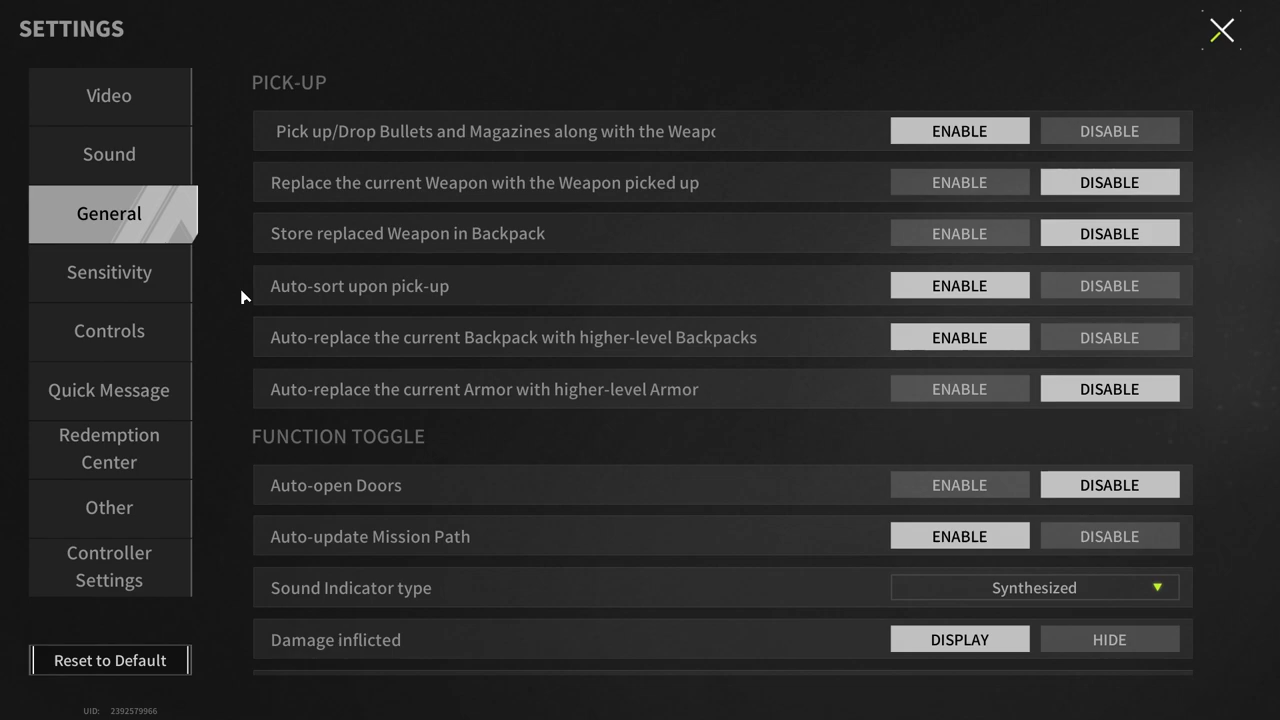 SETTINGS
Video
Sound
General
Sensitivity
Controls
Quick Message
Redemption
Center
Other
Controller
Settings
Reset to Default
UID: 2392579966
PICK-UP
Pick up/Drop Bullets and Magazines along with the Weapo ENABLE DISABLE
Replace the current Weapon with the Weapon picked up ENABLE DISABLE
Store replaced Weapon in Backpack ENABLE DISABLE
Auto-sort upon pick-up ENABLE DISABLE
Auto-replace the current Backpack with higher-level Backpacks ENABLE DISABLE
Auto-replace the current Armor with higher-level Armor ENABLE DISABLE
FUNCTION TOGGLE
Auto-open Doors ENABLE DISABLE
Auto-update Mission Path ENABLE DISABLE
Sound Indicator type Synthesized
Damage inflicted DISPLAY HIDE